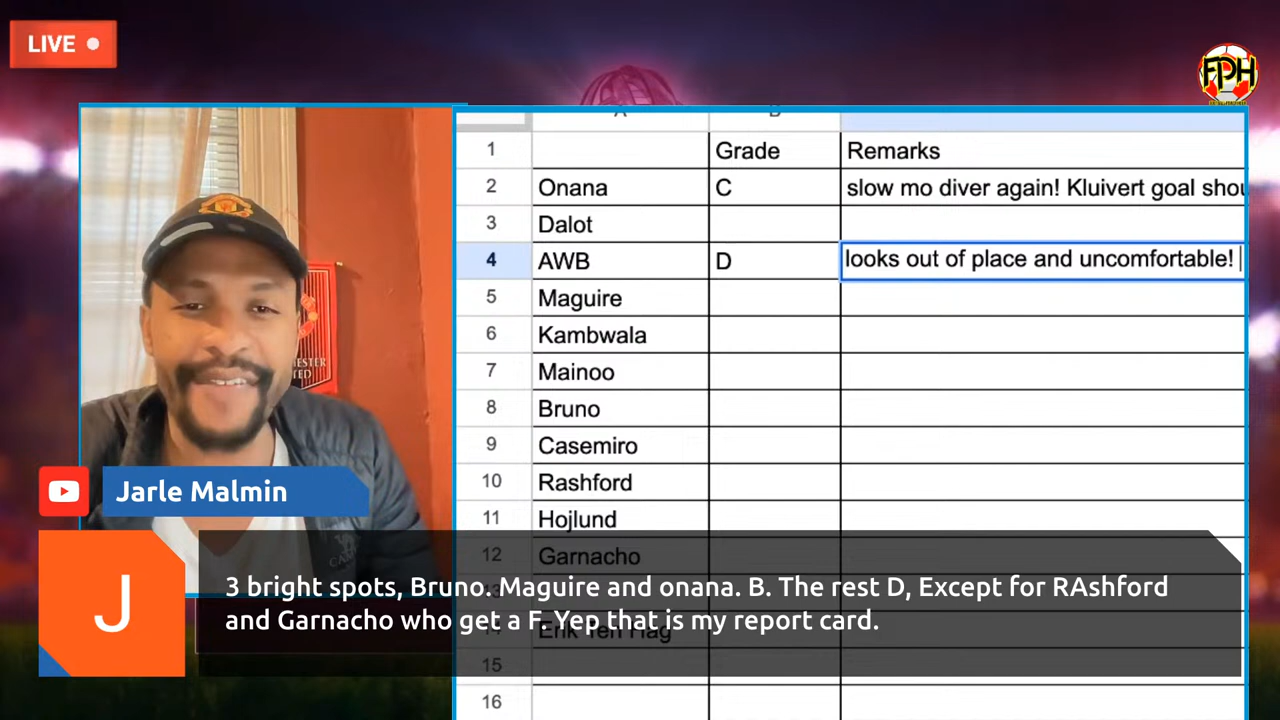 LIVE
FPH
A
B
1 Grade Remarks
2 Onana C slow mo diver again! Kluivert goal shou
3 Dalot
4 AWB D looks out of place and uncomfortable!
5 Maguire
6 Kambwala
7 Mainoo
8 Bruno
9 Casemiro
10 Rashford
11 Hojlund
12 Garnacho
14 Erik Ten Hag
15
16
Jarle Malmin
J
3 bright spots, Bruno. Maguire and onana. B. The rest D, Except for RAshford
and Garnacho who get a F. Yep that is my report card.